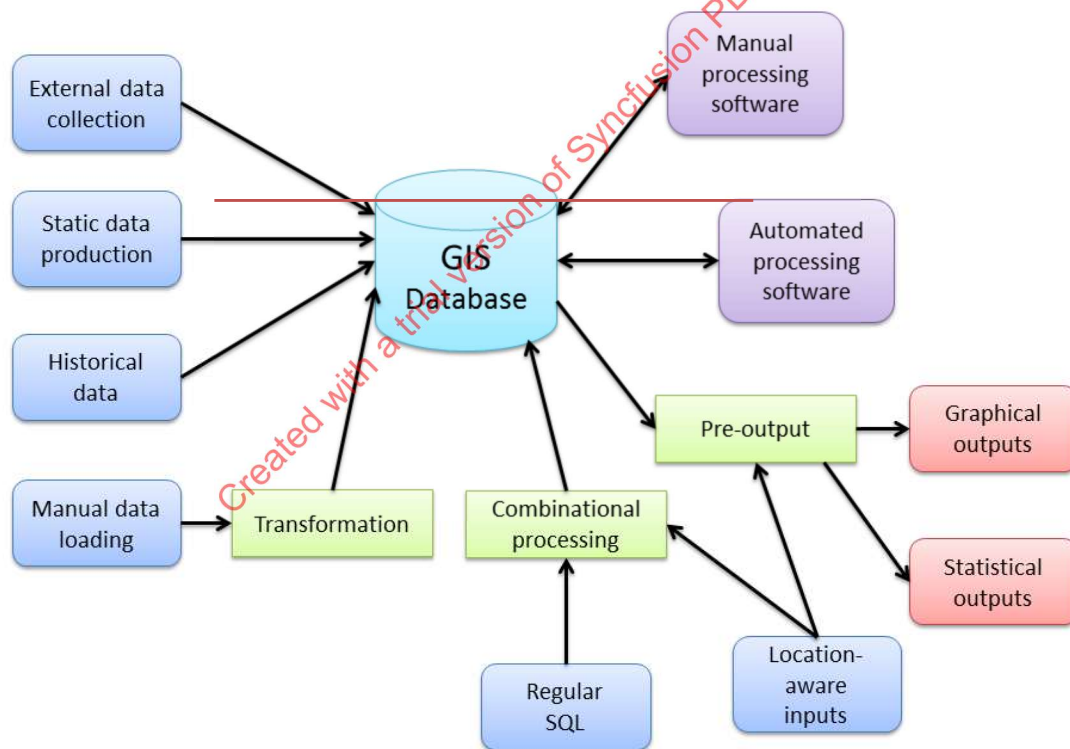 External data
collection
Static data
production
Historical
data
Manual data
loading
Transformation
GIS
Database
Manual
processing
software
Automated
processing
software
Pre-output
Graphical
outputs
Statistical
outputs
Combinational
processing
Regular
SQL
Location-
aware
inputs
Created with a trial version of Syncfusion